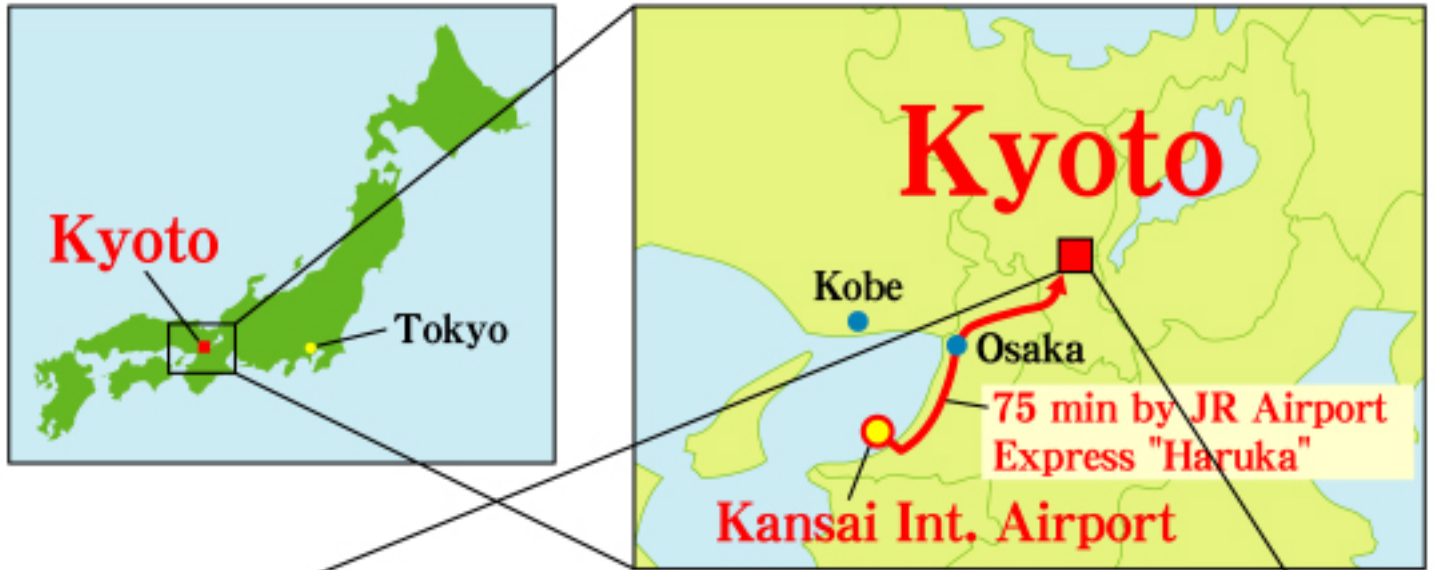 Kyoto
Tokyo
Kyoto
Kobe
Osaka
75 min by JR Airport
Express "Haruka"
Kansai Int. Airport